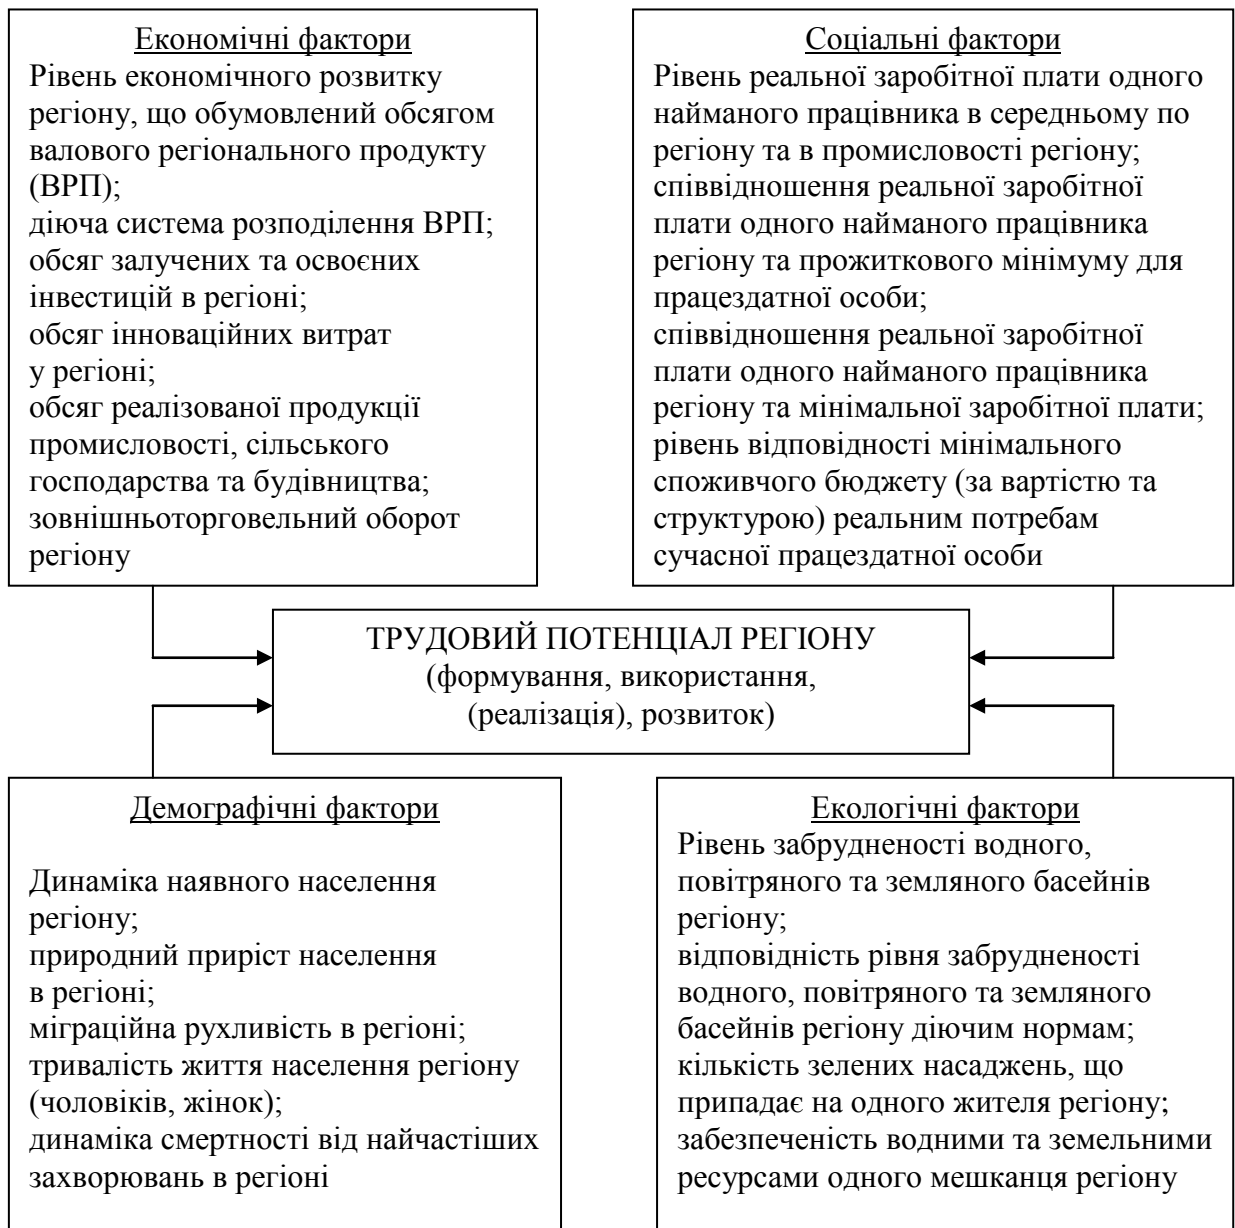 Економічні фактори
Рівень економічного розвитку
регіону, що обумовлений обсягом
валового регіонального продукту
(ВРП);
діюча система розподілення ВРП;
обсяг залучених та освоєних
інвестицій в регіоні;
обсяг інноваційних витрат
у регіоні;
обсяг реалізованої продукції
промисловості, сільського
господарства та будівництва;
зовнішньоторговельний оборот
регіону
Соціальні фактори
Рівень реальної заробітної плати одного
найманого працівника в середньому по
регіону та в промисловості регіону;
співвідношення реальної заробітної
плати одного найманого працівника
регіону та прожиткового мінімуму для
працездатної особи;
співвідношення реальної заробітної
плати одного найманого працівника
регіону та мінімальної заробітної плати;
рівень відповідності мінімального
споживчого бюджету (за вартістю та
структурою) реальним потребам
сучасної працездатної особи
ТРУДОВИЙ ПОТЕНЦІАЛ РЕГІОНУ
(формування, використання,
(реалізація), розвиток)
Демографічні фактори
Динаміка наявного населення
регіону;
природний приріст населення
в регіоні;
міграційна рухливість в регіоні;
тривалість життя населення регіону
(чоловіків, жінок);
динаміка смертності від найчастіших
захворювань в регіоні
Екологічні фактори
Рівень забрудненості водного,
повітряного та земляного басейнів
регіону;
відповідність рівня забрудненості
водного, повітряного та земляного
басейнів регіону діючим нормам;
кількість зелених насаджень, що
припадає на одного жителя регіону;
забезпеченість водними та земельними
ресурсами одного мешканця регіону